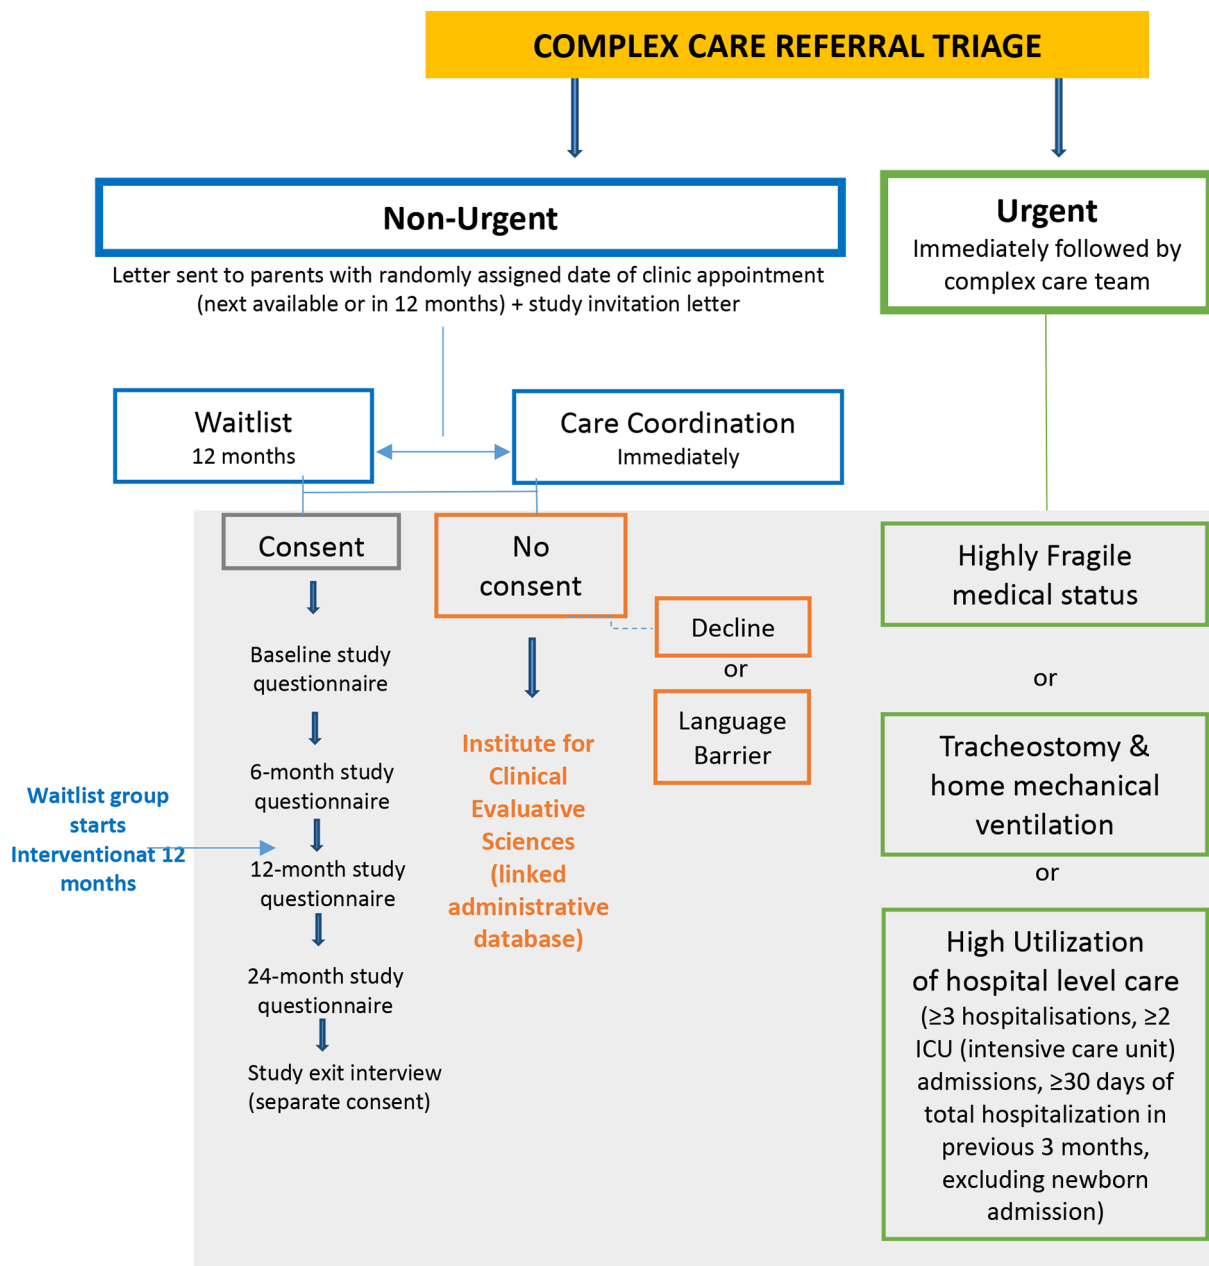 COMPLEX CARE REFERRAL TRIAGE
Non-Urgent
Letter sent to parents with randomly assigned date of clinic appointment
(next available or in 12 months) + study invitation letter
Urgent
Immediately followed by
complex care team
Waitlist
12 months
Care Coordination
Immediately
Consent
Baseline study
questionnaire
6-month study
questionnaire
Waitlist group
starts
Interventionat 12
months
12-month study
questionnaire
24-month study
questionnaire
Study exit interview
(separate consent)
No
consent
Institute for
Clinical
Evaluative
Sciences
(linked
administrative
database)
Decline
or
Language
Barrier
Highly Fragile
medical status
or
Tracheostomy &
home mechanical
ventilation
or
High Utilization
of hospital level care
(≥3 hospitalisations, ≥2
ICU (intensive care unit)
admissions, ≥30 days of
total hospitalization in
previous 3 months,
excluding newborn
admission)